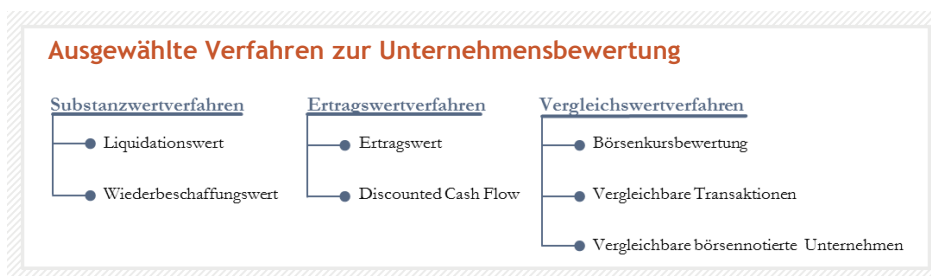 Ausgewählte Verfahren zur Unternehmensbewertung
Substanzwertverfahren
Liquidationswert
Wiederbeschaffungswert
Ertragswertverfahren
Ertragswert
Discounted Cash Flow
Vergleichswertverfahren
Börsenkursbewertung
Vergleichbare Transaktionen
Vergleichbare börsennotierte Unternehmen